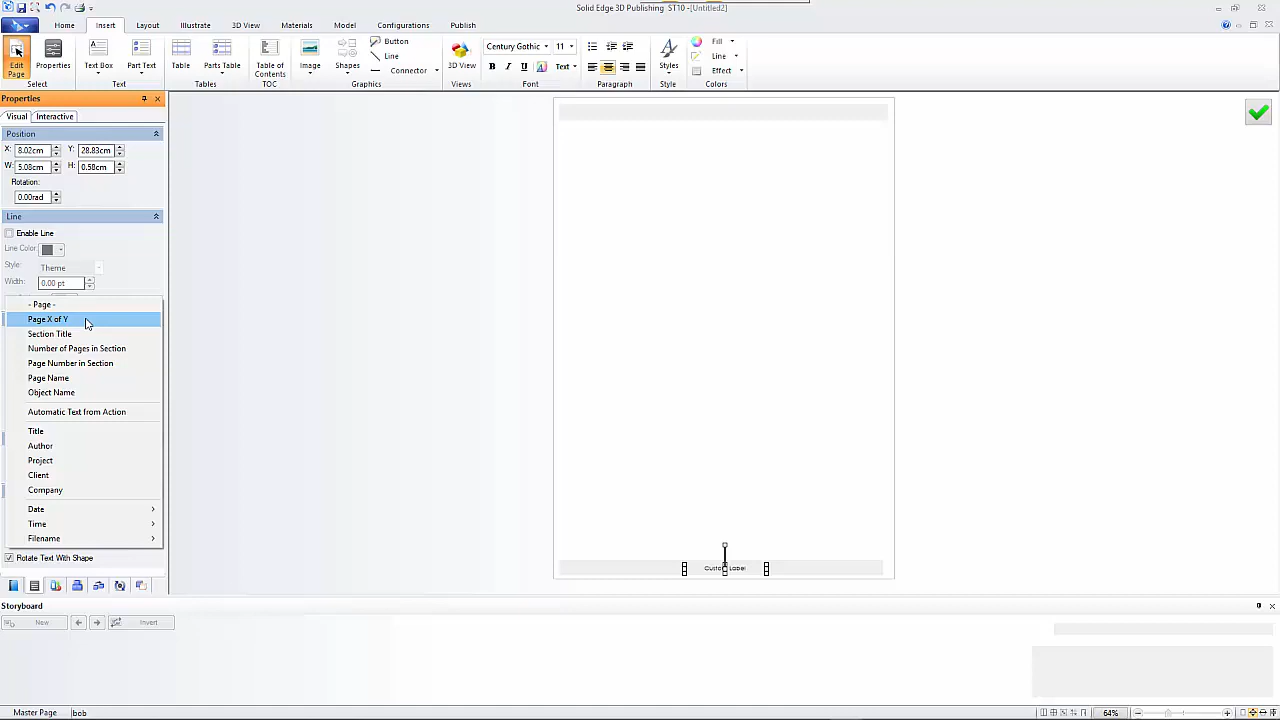 Solid Edge 3D Publishing ST10 -[Untitled2]
Home Insert Layout Illustrate 3D View Materials Model Configurations Publish
Edit Page Properties
Select
Text Box Part Text
Text
Table Parts Table
Tables
Table of Contents
TOC
Image Shapes Button Line Connector
Graphics
3D View
Views
Century Gothic 11
B I U Text
Font
Paragraph
Styles
Style
Fill Line Effect
Colors
Properties
Visual Interactive
Position
X: 8.02cm Y: 28.83cm
W: 5.08cm H: 0.58cm
Rotation:
0.00rad
Line
Enable Line
Line Color:
Style: Theme
Width: 0.00 pt
- Page -
Page X of Y
Section Title
Number of Pages in Section
Page Number in Section
Page Name
Object Name
Automatic Text from Action
Title
Author
Project
Client
Company
Date
Time
Filename
Rotate Text With Shape
Label
Storyboard
New Invert
Master Page bob
64%